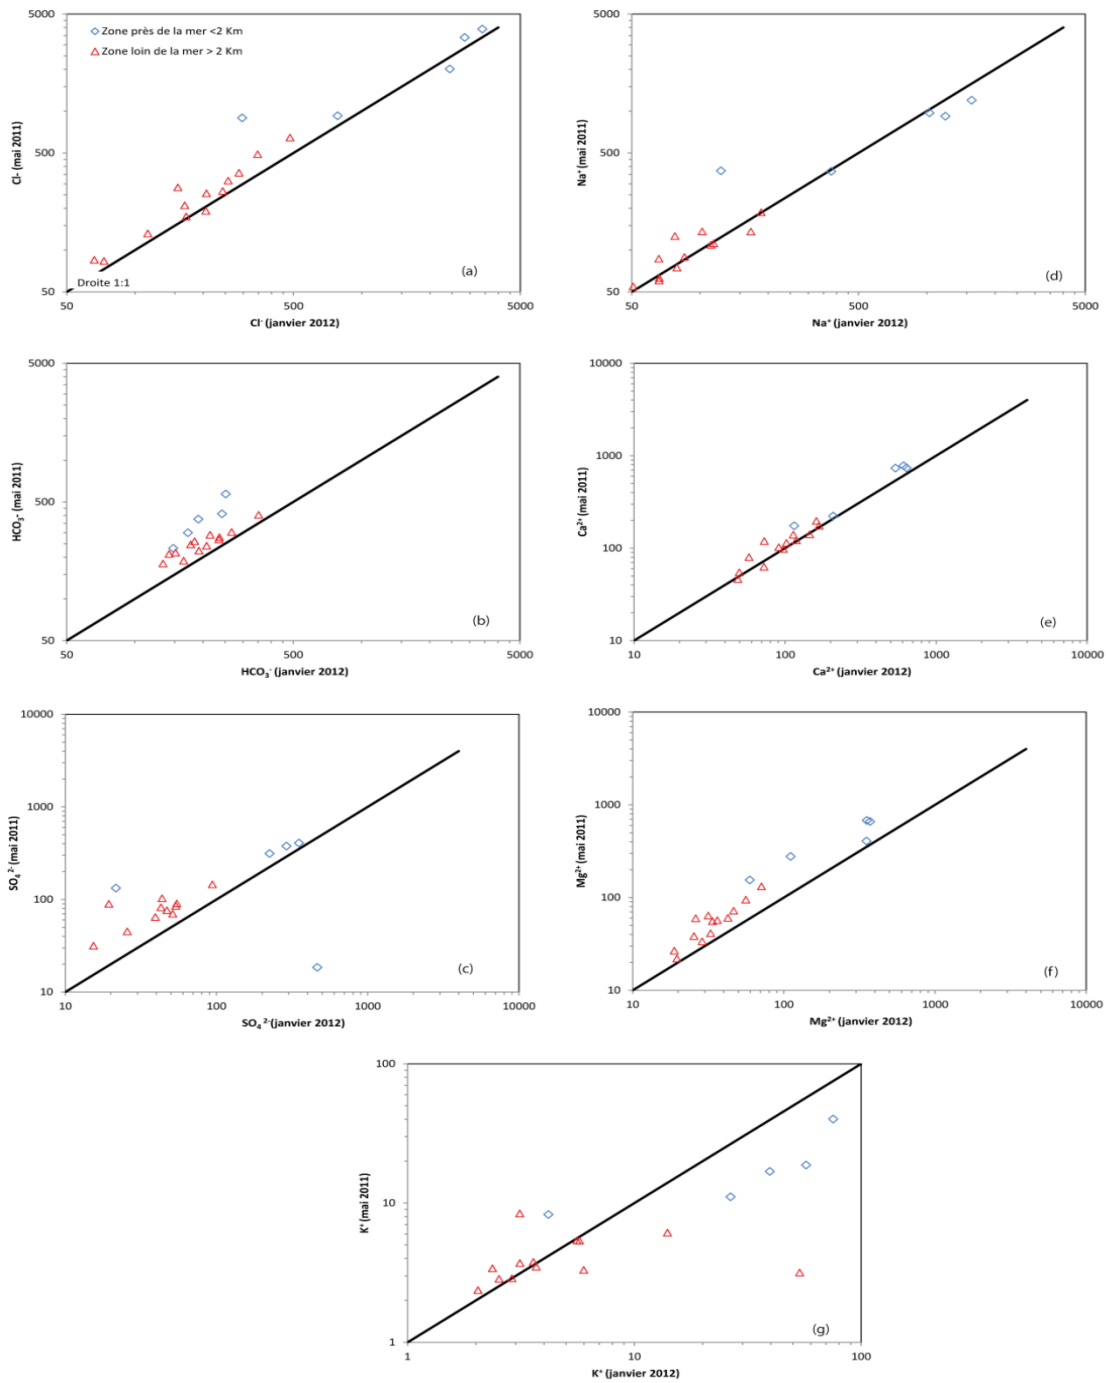 5000
Zone près de la mer <2 Km
Zone loin de la mer > 2 Km
Cl- (mai 2011)
500
(a)
Droite 1:1
50
50 500 5000
Cl- (janvier 2012)
5000
Na+ (mai 2011)
500
(d)
50
50 500 5000
Na+ (janvier 2012)
5000
HCO3- (mai 2011)
500
(b)
50
50 500 5000
HCO3- (janvier 2012)
10000
1000
Ca2+ (mai 2011)
100
(e)
10
10 100 1000 10000
Ca2+ (janvier 2012)
10000
1000
SO4 2- (mai 2011)
100
(c)
10
10 100 1000 10000
SO4 2-(janvier 2012)
10000
1000
Mg2+ (mai 2011)
100
(f)
10
10 100 1000 10000
Mg2+ (janvier 2012)
100
K+ (mai 2011)
10
(g)
1
1 10 100
K+ (janvier 2012)